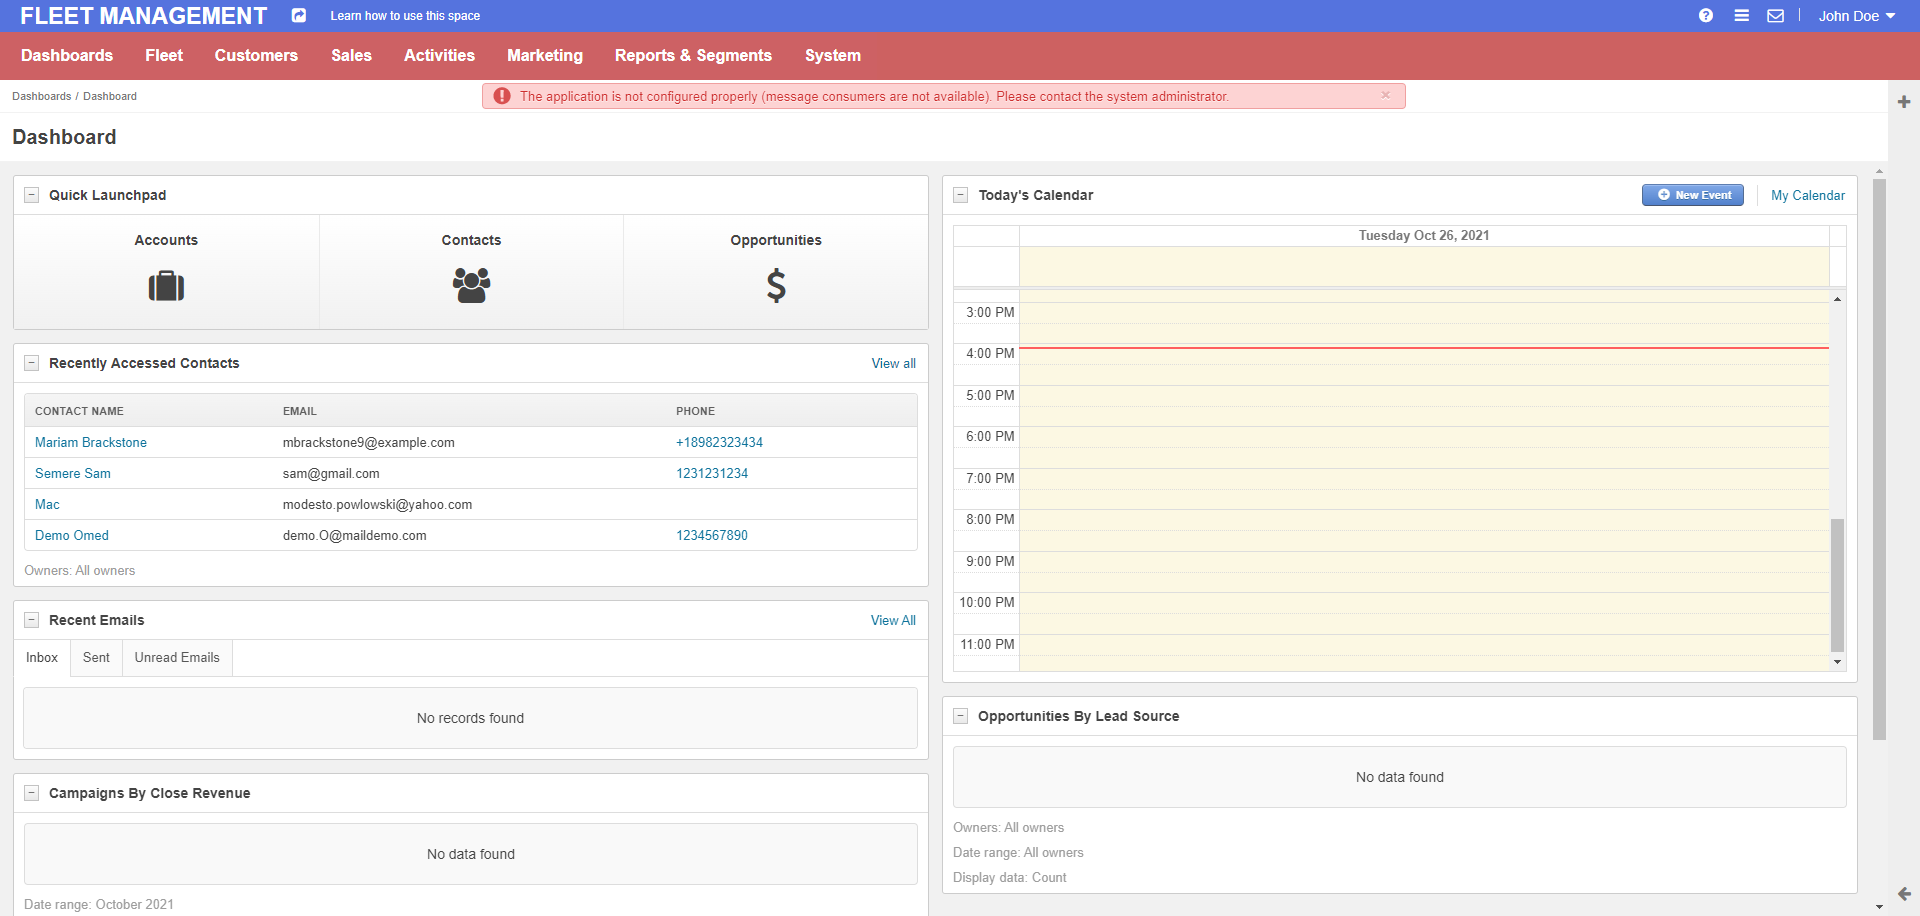 FLEET MANAGEMENT Learn how to use this space John Doe
Dashboards Fleet Customers Sales Activities Marketing Reports & Segments System
Dashboards / Dashboard
The application is not configured properly (message consumers are not available). Please contact the system administrator. ×
Dashboard
Quick Launchpad
Accounts Contacts Opportunities
Recently Accessed Contacts View all
CONTACT NAME EMAIL PHONE
Mariam Brackstone mbrackstone9@example.com +18982323434
Semere Sam sam@gmail.com 1231231234
Mac modesto.powlowski@yahoo.com
Demo Omed demo.O@maildemo.com 1234567890
Owners: All owners
Recent Emails View All
Inbox Sent Unread Emails
No records found
Campaigns By Close Revenue
No data found
Date range: October 2021
Today's Calendar New Event My Calendar
Tuesday Oct 26, 2021
3:00 PM
4:00 PM
5:00 PM
6:00 PM
7:00 PM
8:00 PM
9:00 PM
10:00 PM
11:00 PM
Opportunities By Lead Source
No data found
Owners: All owners
Date range: All owners
Display data: Count